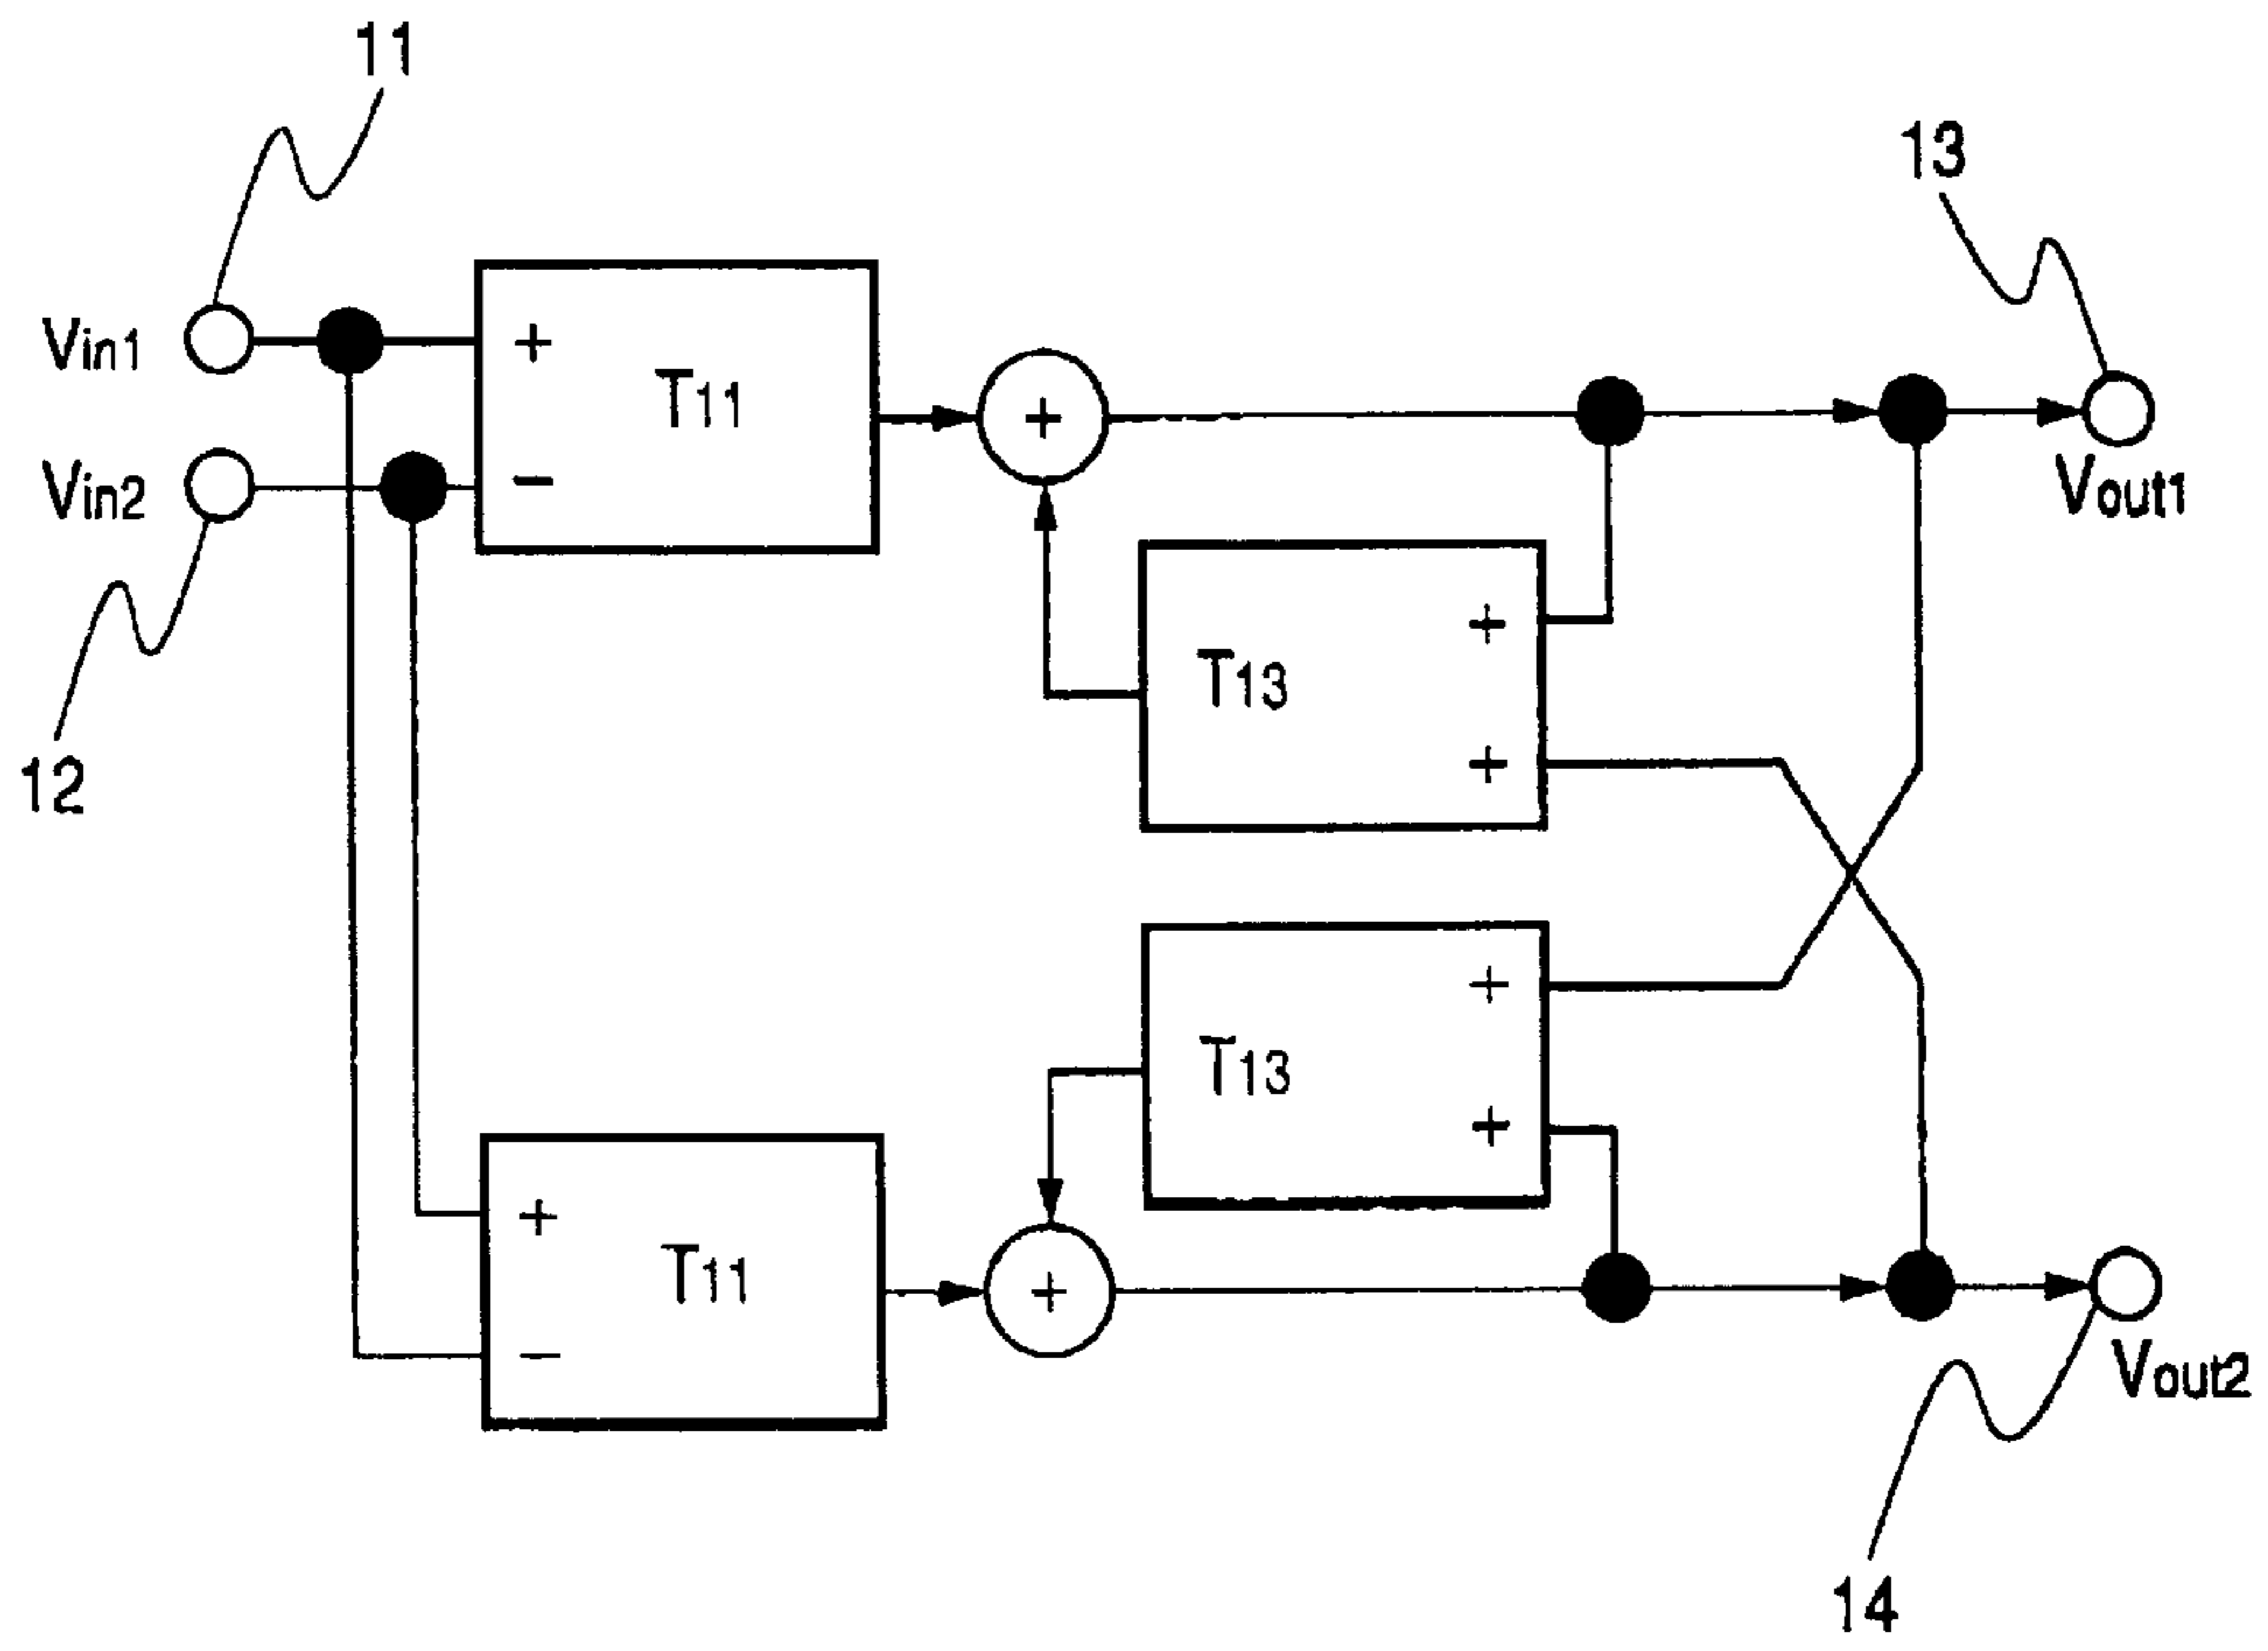 11
13
Vin1
+
T11
+
Vout1
Vin2
−
+
T13
+
12
+
T13
+
+
T11
+
−
Vout2
14